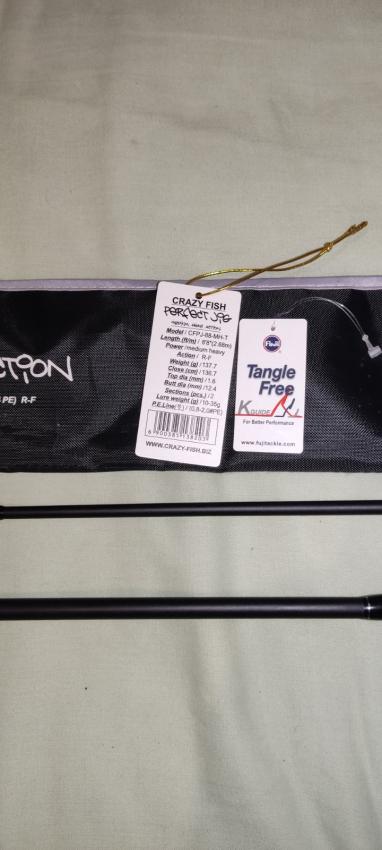 CRAZY FISH
PERFECT JIG
Model / CFPJ-88-MH-T
Length (ft/m) / 8'8"(2.68m)
Power /medium heavy
Action / R-F
Weight (g) / 137.7
Close (cm) / 136.7
Top dia (mm) / 1.6
Butt dia (mm) / 12.4
Sections (pcs.) / 2
Lure weight (g) /10-35g
P.E.Line( ) / (0,8-2,0#PE)
WWW.CRAZY-FISH.BIZ
Fuji
Tangle
Free
K GUIDE
For Better Performance
www.fujitackle.com
CTION
PE) R-F